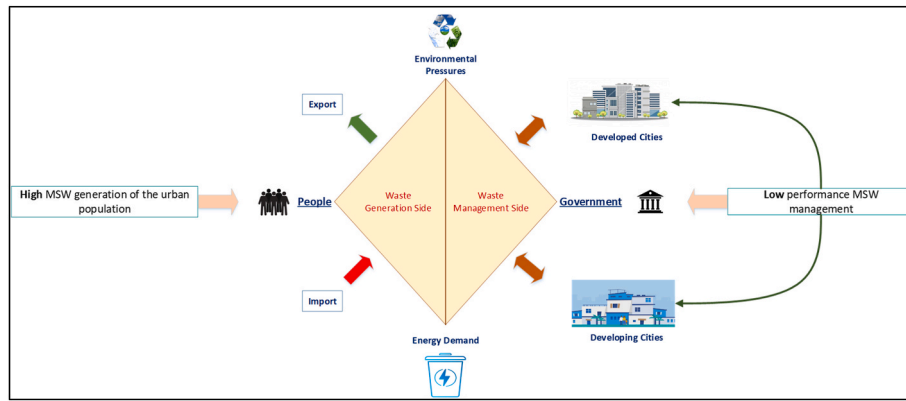 Environmental
Pressures
Export
Developed Cities
High MSW generation of the urban
population
People
Waste
Generation Side
Waste
Management Side
Government
Low performance MSW
management
Import
Developing Cities
Energy Demand